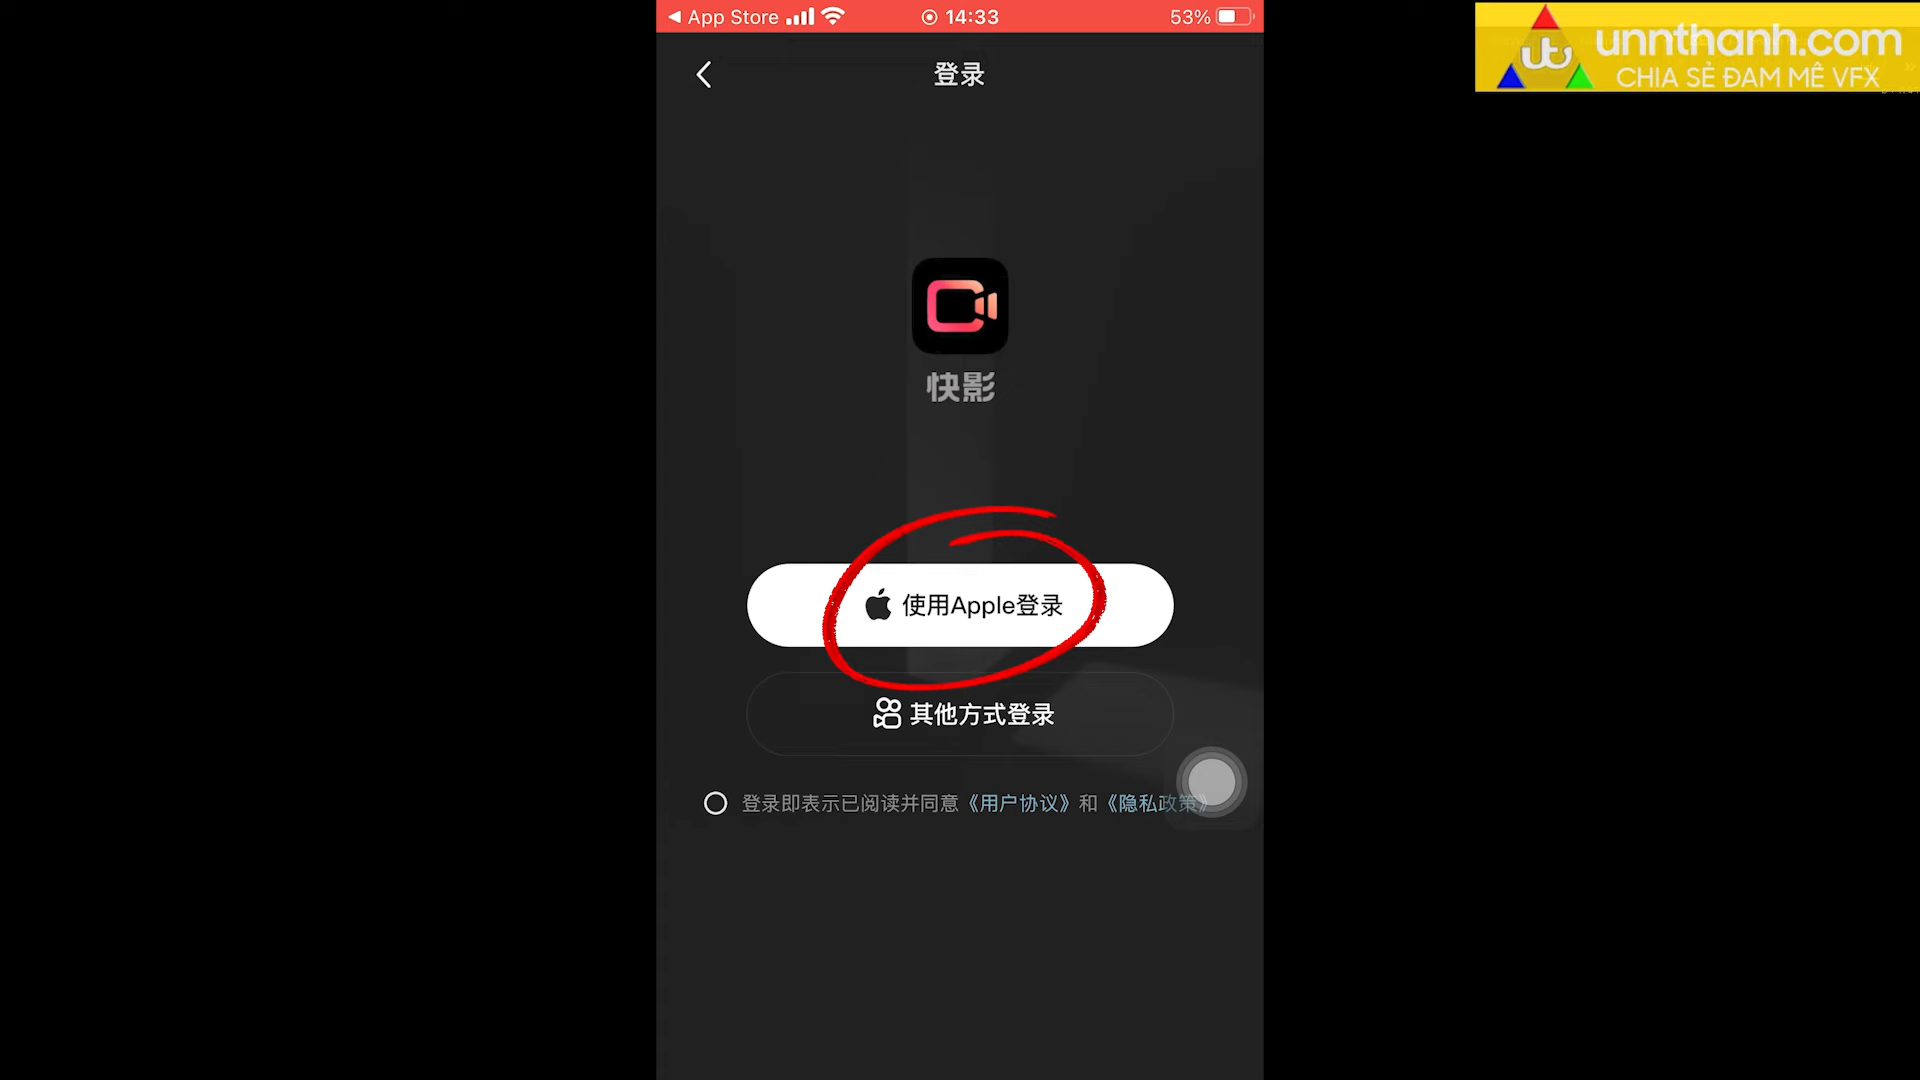 App Store 14:33 53%
unnthanh.com
CHIA SẺ ĐAM MÊ VFX
登录
快影
使用Apple登录
其他方式登录
登录即表示已阅读并同意《用户协议》和《隐私政策》